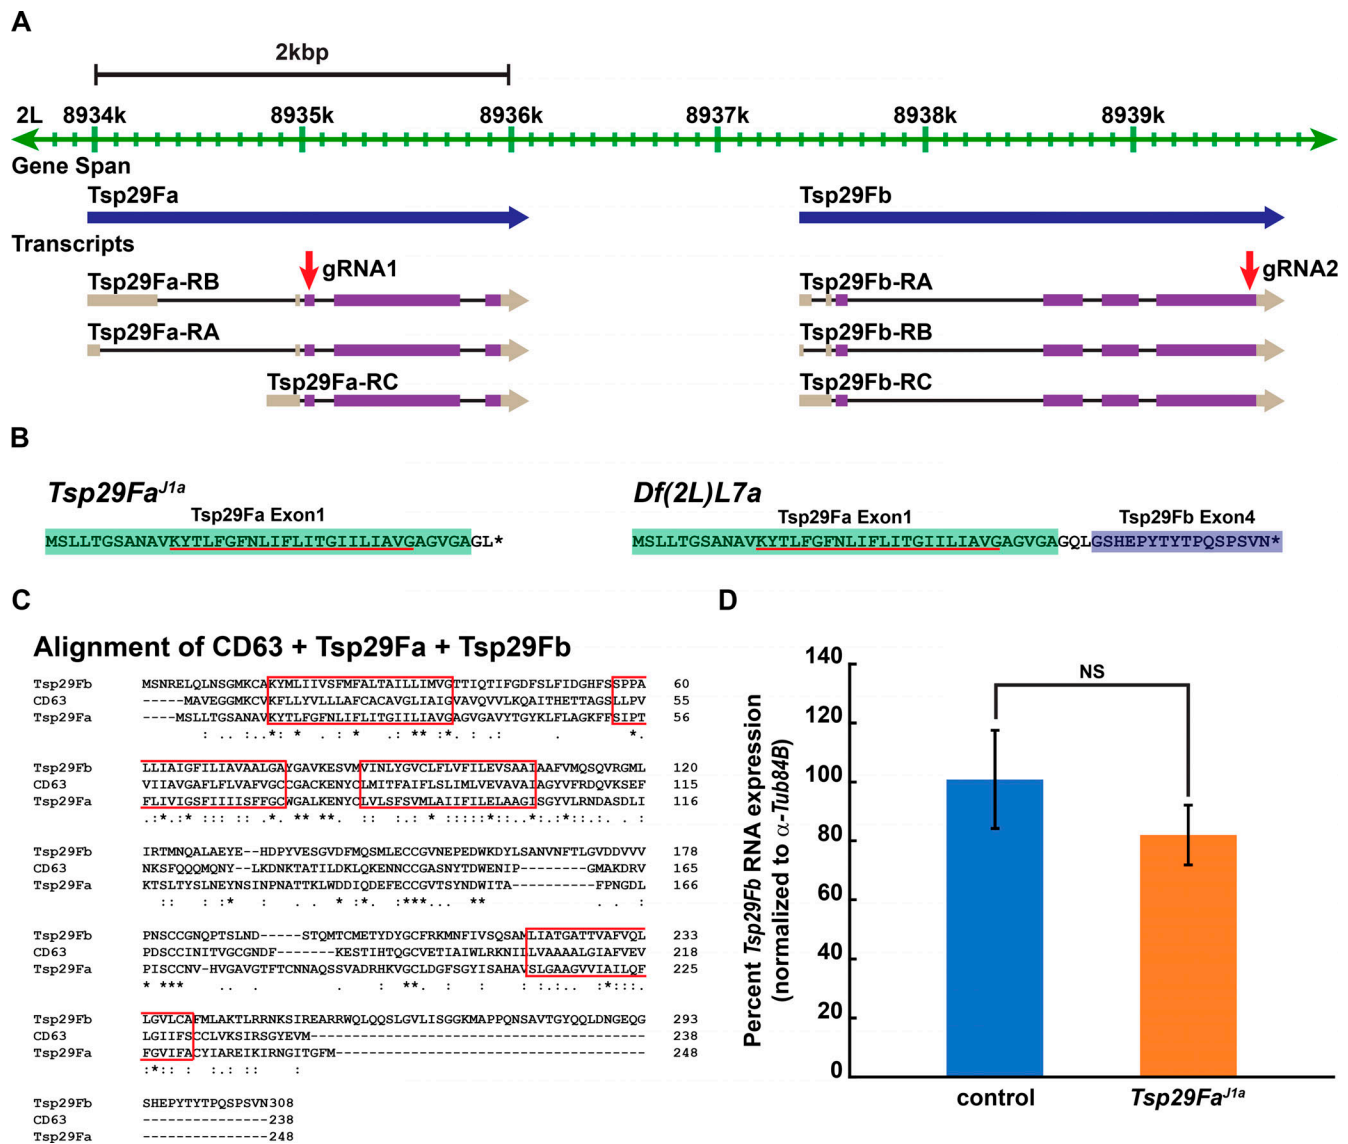 A
2kbp
2L 8934k 8935k 8936k 8937k 8938k 8939k
Gene Span
Tsp29Fa Tsp29Fb
Transcripts
gRNA1 gRNA2
Tsp29Fa-RB Tsp29Fb-RA
Tsp29Fa-RA Tsp29Fb-RB
Tsp29Fa-RC Tsp29Fb-RC
B
Tsp29Fa^J1a Df(2L)L7a
Tsp29Fa Exon1 Tsp29Fa Exon1 Tsp29Fb Exon4
MSLLTGSANAVKYTLFGFNLIFLITGIILIAVGAGVGAGL* MSLLTGSANAVKYTLFGFNLIFLITGIILIAVGAGVGAGQLGSHEPYTYTPQSPSVN*
C
Alignment of CD63 + Tsp29Fa + Tsp29Fb
Tsp29Fb MSNRELQLNSGMKCAKYMLIIVSFMFALTAILLIMVGTTIQTIFGDFSLFIDGHFSSPPA 60
CD63 -----MAVEGGMKCVKFLLYVLLLAFCACAVGLIAIGVAVQVVLKQAITHETTAGSLLPV 55
Tsp29Fa ----MSLLTGSANAVKYTLFGFNLIFLITGIILIAVGAGVGAVYTGYKLFLAGKFFSIPT 56
: .. .* * : * .:** *. : . . *.
Tsp29Fb LLIAIGFILIAVAALGAYGAVKESVMVINLYGVCLFLVFILEVSAAIAAFVMQSQVRGML 120
CD63 VIIAVGAFLFLVAFVGCCGACKENYCLMITFAIFLSLIMLVEVAVAIAGYVFRDQVKSEF 115
Tsp29Fa FLIVIGSFIIIISFFGCWGALKENYCLVLSFSVMLAIIFILELAAGISGYVLRNDASDLI 116
.:*.:* :::: :: .*. ** **. :: :.: * ::::*::..*:.:*::.: . :
Tsp29Fb IRTMNQALAEYE--HDPYVESGVDFMQSMLECCGVNEPEDWKDYLSANVNFTLGVDDVVV 178
CD63 NKSFQQQMQNY--LKDNKTATILDKLQKENNCCGASNYTDWENIP--------GMAKDRV 165
Tsp29Fa KTSLTYSLNEYNSINPNATTKLWDDIQDEFECCGVTSYNDWITA----------FPNGDL 166
:: : :* : . * :*. :***.. ** . . :
Tsp29Fb PNSCCGNQPTSLND-----STQMTCMETYDYGCFRKMNFIVSQSAMLIATGATTVAFVQL 233
CD63 PDSCCINITVGCGNDF------KESTIHTQGCVETIAIWLRKNILLVAAAALGIAFVEV 218
Tsp29Fa PISCCNV-HVGAVGTFTCNNAQSSVADRHKVGCLDGFSGYISAHAVSLGAAGVVIAILQF 225
* *** . . : **: . : . ..:. .*:::.
Tsp29Fb LGVLCAFMLAKTLRRNKSIREARRWQLQQSLGVLISGGKMAPPQNSAVTGYQQLDNGEQG 293
CD63 LGIIFSCCLVKSIRSGYEVM---------------------------------------- 238
Tsp29Fa FGVIFACYIAREIKIRNGITGFM------------------------------------- 248
:*:: : :.: :: :
Tsp29Fb SHEPYTYTPQSPSVN308
CD63 ---------------238
Tsp29Fa ---------------248
D
Percent Tsp29Fb RNA expression
(normalized to α-Tub84B)
140
120
100
80
60
40
20
0
NS
control Tsp29Fa^J1a